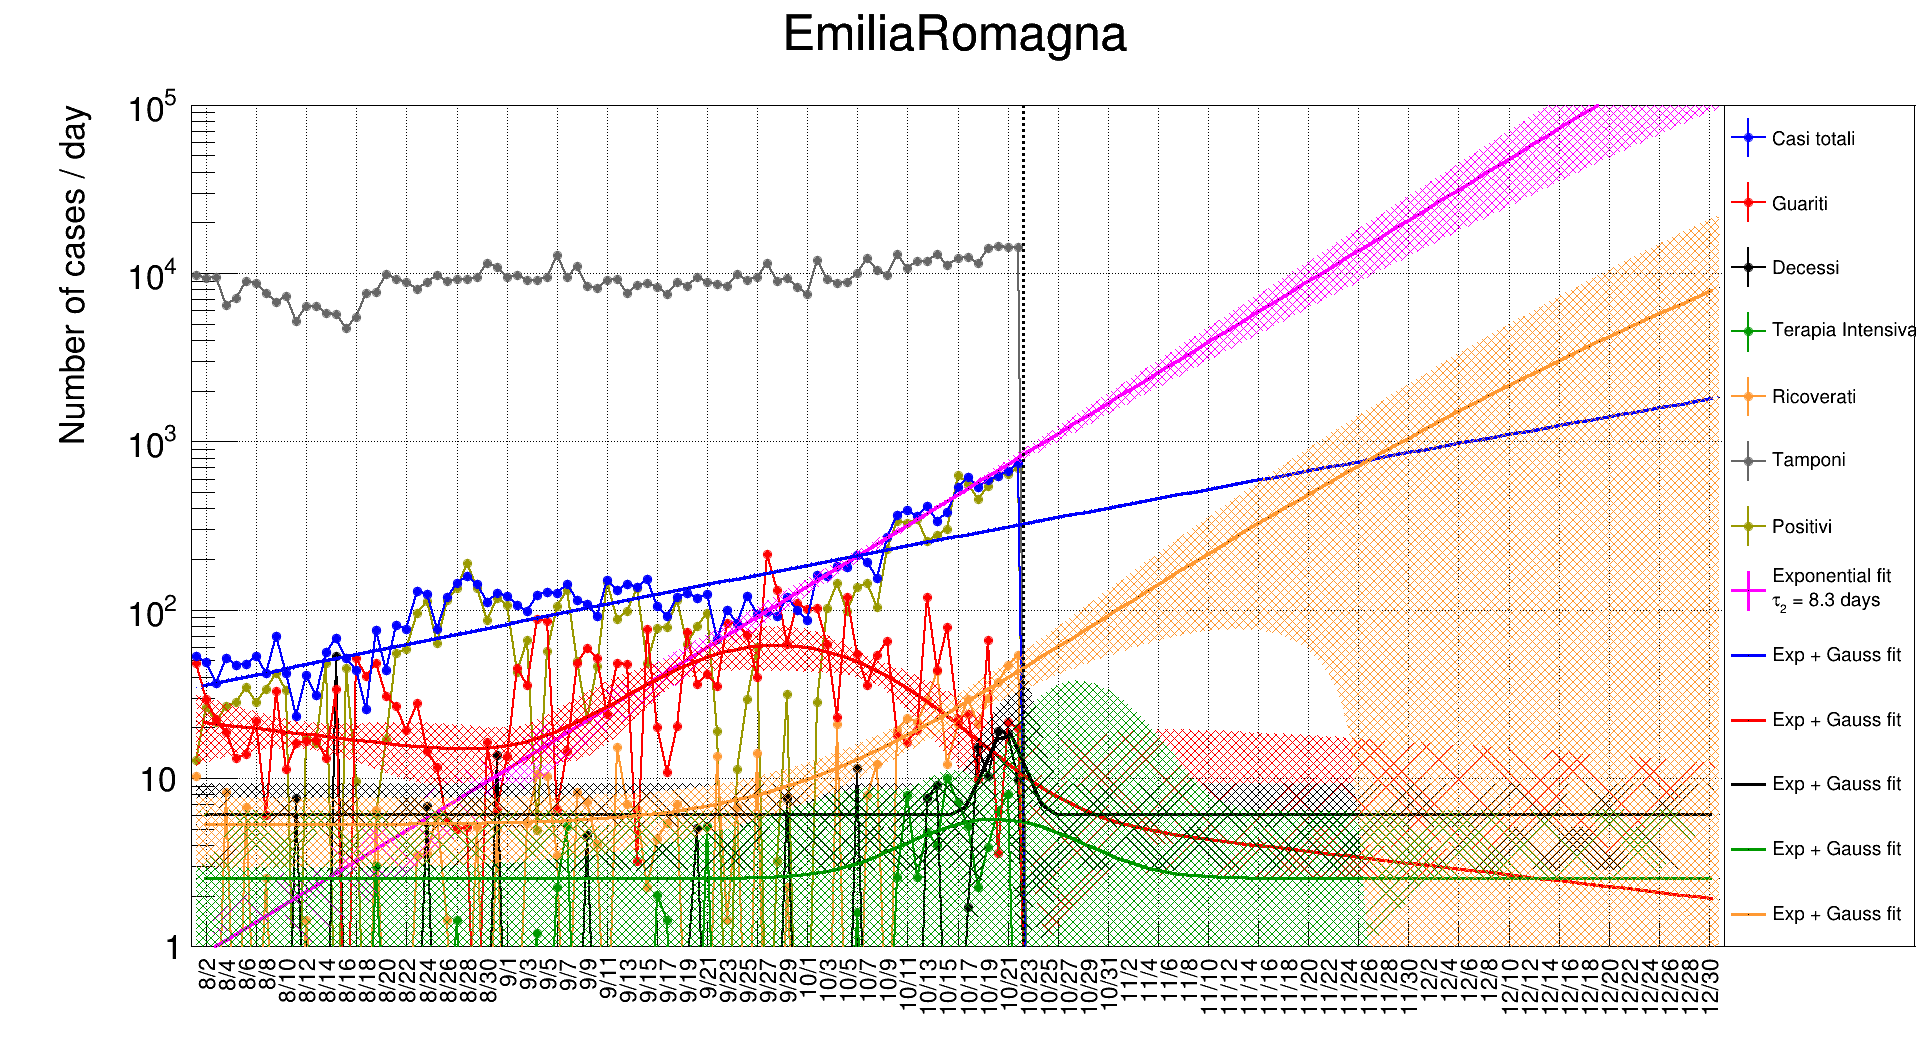 EmiliaRomagna
Number of cases / day
10^5
10^4
10^3
10^2
10
1
8/2 8/4 8/6 8/8 8/10 8/12 8/14 8/16 8/18 8/20 8/22 8/24 8/26 8/28 8/30 9/1 9/3 9/5 9/7 9/9 9/11 9/13 9/15 9/17 9/19 9/21 9/23 9/25 9/27 9/29 10/1 10/3 10/5 10/7 10/9 10/11 10/13 10/15 10/17 10/19 10/21 10/23 10/25 10/27 10/29 10/31 11/2 11/4 11/6 11/8 11/10 11/12 11/14 11/16 11/18 11/20 11/22 11/24 11/26 11/28 11/30 12/2 12/4 12/6 12/8 12/10 12/12 12/14 12/16 12/18 12/20 12/22 12/24 12/26 12/28 12/30
Casi totali
Guariti
Decessi
Terapia Intensiva
Ricoverati
Tamponi
Positivi
Exponential fit
τ₂ = 8.3 days
Exp + Gauss fit
Exp + Gauss fit
Exp + Gauss fit
Exp + Gauss fit
Exp + Gauss fit